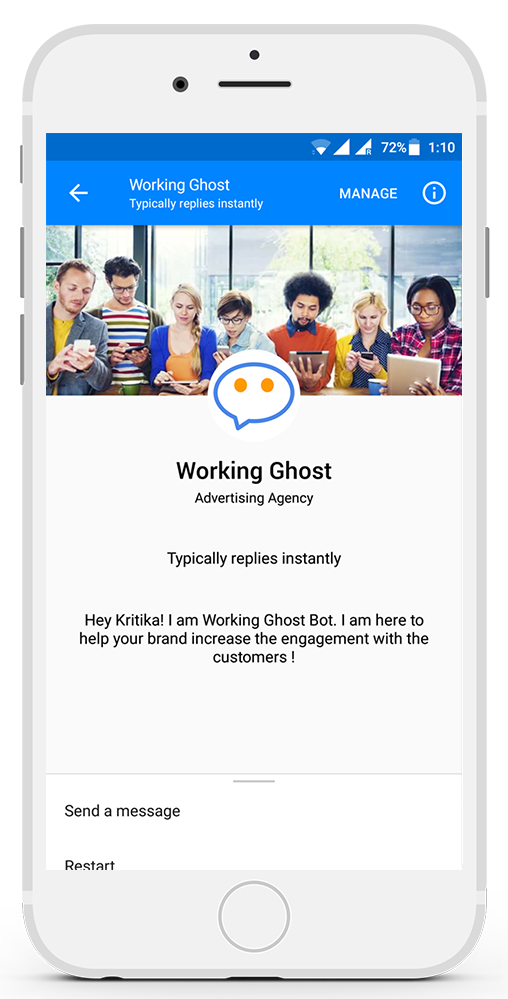 72% 1:10
Working Ghost
Typically replies instantly
MANAGE
Working Ghost
Advertising Agency
Typically replies instantly
Hey Kritika! I am Working Ghost Bot. I am here to
help your brand increase the engagement with the
customers !
Send a message
Restart